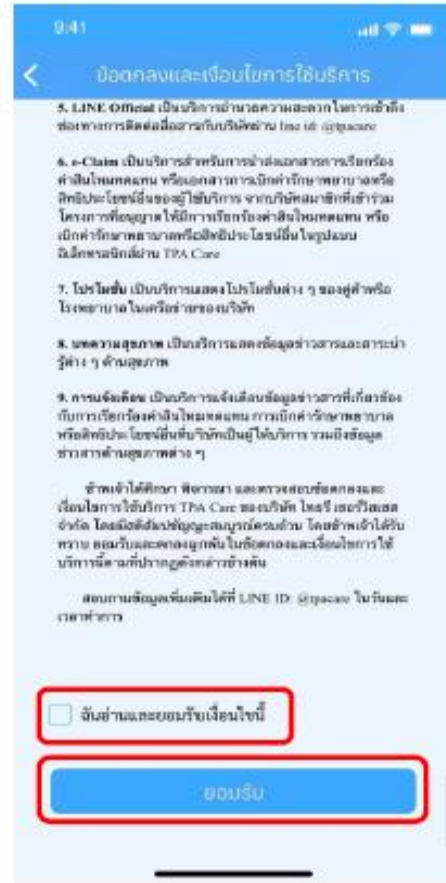 9:41
ข้อตกลงและเงื่อนไขการใช้บริการ
5. LINE Official เป็นบริการอำนวยความสะดวก ในการเข้าถึง
ช่องทางการติดต่อสื่อสารกับบริษัทผ่าน line id: @tpacare
6. e-Claim เป็นบริการสำหรับการนำส่งเอกสารการเรียกร้อง
ค่าสินไหมทดแทน หรือเอกสารการเบิกค่ารักษาพยาบาลหรือ
สิทธิประโยชน์อื่นของผู้ใช้บริการ จากบริษัทสมาชิกที่เข้าร่วม
โครงการที่อนุญาตให้มีการเรียกร้องค่าสินไหมทดแทน หรือ
เบิกค่ารักษาพยาบาลหรือสิทธิประโยชน์อื่นในรูปแบบ
อิเล็กทรอนิกส์ผ่าน TPA Care
7. โปรโมชั่น เป็นบริการแสดงโปรโมชั่นต่าง ๆ ของคู่ค้าหรือ
โรงพยาบาลในเครือข่ายของบริษัท
8. บทความสุขภาพ เป็นบริการแสดงข้อมูลข่าวสารและสาระน่า
รู้ต่าง ๆ ด้านสุขภาพ
9. การแจ้งเตือน เป็นบริการแจ้งเตือนข้อมูลข่าวสารที่เกี่ยวข้อง
กับการเรียกร้องค่าสินไหมทดแทน การเบิกค่ารักษาพยาบาล
หรือสิทธิประโยชน์อื่นที่บริษัทเป็นผู้ให้บริการ รวมถึงข้อมูล
ข่าวสารด้านสุขภาพต่าง ๆ
ข้าพเจ้าได้ศึกษา พิจารณา และตรวจสอบข้อตกลงและ
เงื่อนไขการใช้บริการ TPA Care ของบริษัท ไทยรี เซอร์วิสเซส
จำกัด โดยมีสติสัมปชัญญะสมบูรณ์ครบถ้วน โดยข้าพเจ้าได้รับ
ทราบ ยอมรับและตกลงผูกพันในข้อตกลงและเงื่อนไขการใช้
บริการนี้ตามที่ปรากฏดังกล่าวข้างต้น
สอบถามข้อมูลเพิ่มเติมได้ที่ LINE ID: @tpacare ในวันและ
เวลาทำการ
ฉันอ่านและยอมรับเงื่อนไขนี้
ยอมรับ